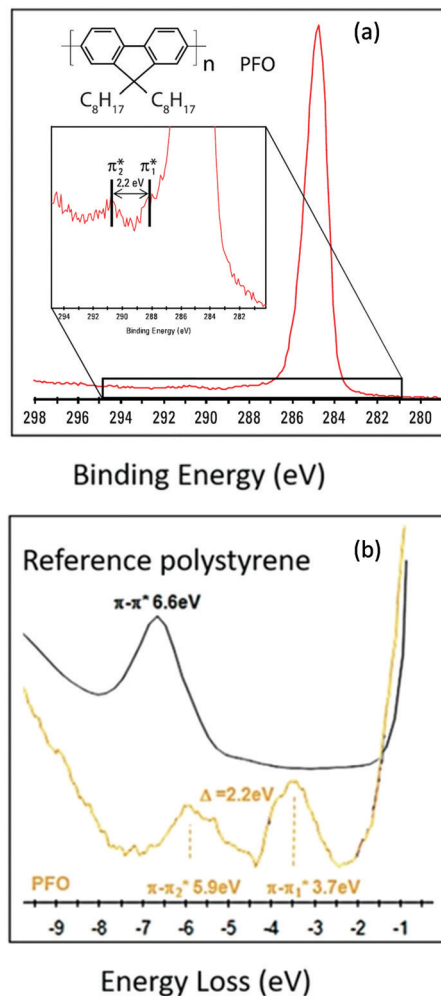 (a)
n PFO
C8H17 C8H17
π2* π1*
2.2 eV
294 292 290 288 286 284 282
Binding Energy (eV)
298 296 294 292 290 288 286 284 282 280
Binding Energy (eV)
(b)
Reference polystyrene
π-π* 6.6eV
Δ =2.2eV
PFO
π-π2* 5.9eV π-π1* 3.7eV
-9 -8 -7 -6 -5 -4 -3 -2 -1
Energy Loss (eV)